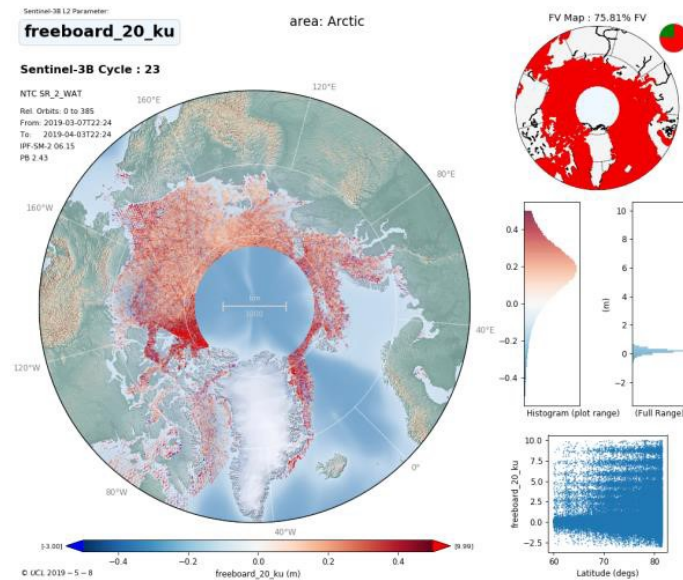 Sentinel-3B L2 Parameter:
freeboard_20_ku
area: Arctic
FV Map : 75.81% FV
Sentinel-3B Cycle : 23
NTC SR_2_WAT
Rel. Orbits: 0 to 385
From: 2019-03-07T22:24
To: 2019-04-03T22:24
IPF-SM-2 06.15
PB 2.43
160°E
120°E
80°E
160°W
40°E
120°W
0°
80°W
40°W
km
1000
0.4
0.2
0.0
−0.2
−0.4
Histogram (plot range)
10
8
6
4
2
0
−2
(m)
(Full Range)
10.0
7.5
5.0
2.5
0.0
−2.5
freeboard_20_ku
60
70
80
Latitude (degs)
[-3.00]
−0.4
−0.2
0.0
0.2
0.4
[9.99]
freeboard_20_ku (m)
© UCL 2019 − 5 − 8